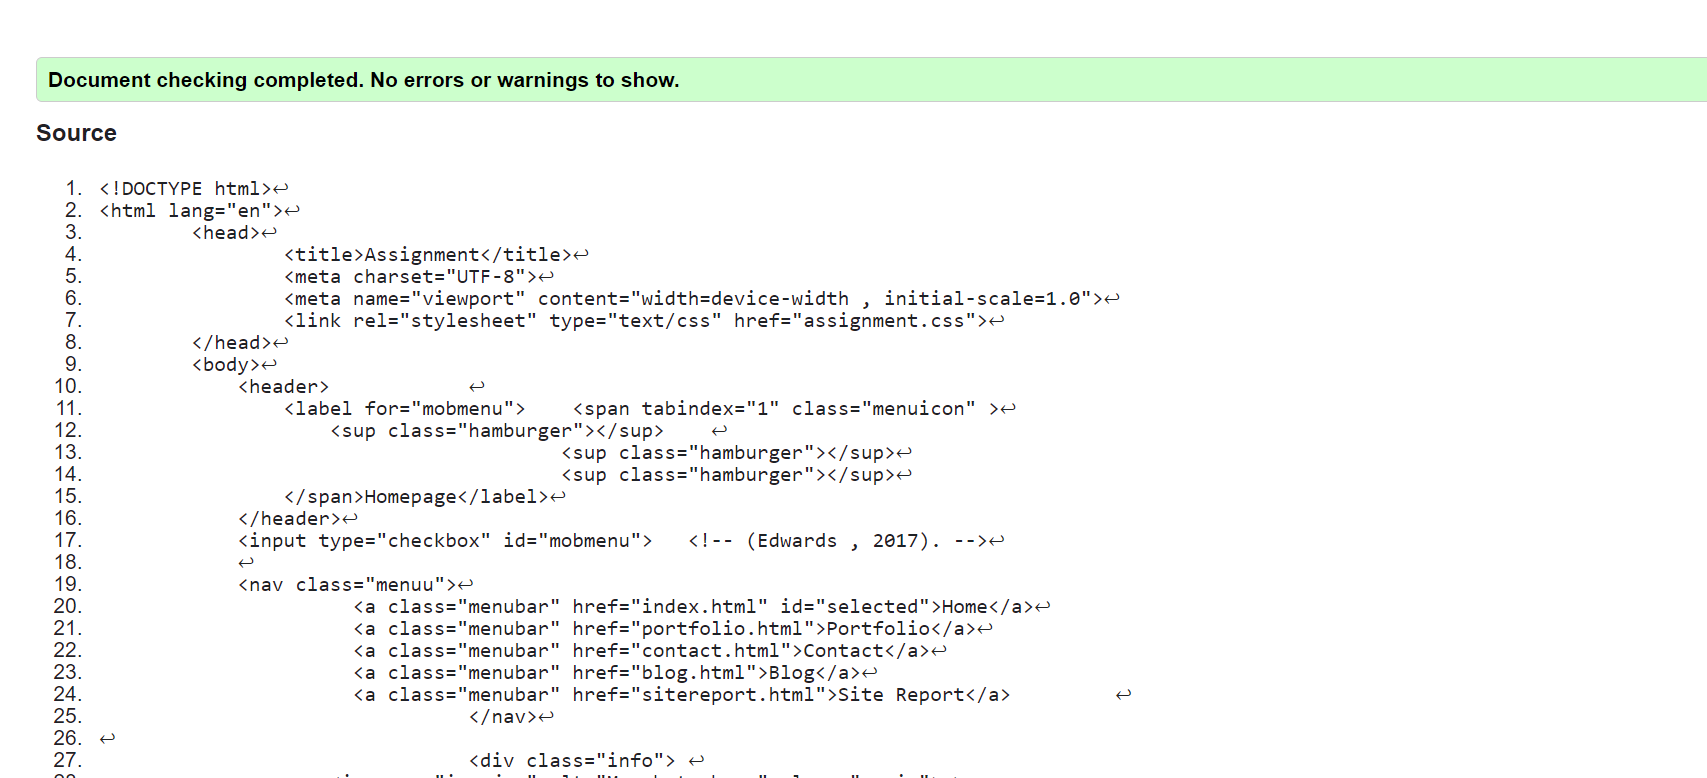 Document checking completed. No errors or warnings to show.
Source
1. <!DOCTYPE html>↩
2. <html lang="en">↩
3. <head>↩
4. <title>Assignment</title>↩
5. <meta charset="UTF-8">↩
6. <meta name="viewport" content="width=device-width , initial-scale=1.0">↩
7. <link rel="stylesheet" type="text/css" href="assignment.css">↩
8. </head>↩
9. <body>↩
10. <header> ↩
11. <label for="mobmenu"> <span tabindex="1" class="menuicon" >↩
12. <sup class="hamburger"></sup> ↩
13. <sup class="hamburger"></sup>↩
14. <sup class="hamburger"></sup>↩
15. </span>Homepage</label>↩
16. </header>↩
17. <input type="checkbox" id="mobmenu"> <!-- (Edwards , 2017). -->↩
18. ↩
19. <nav class="menuu">↩
20. <a class="menubar" href="index.html" id="selected">Home</a>↩
21. <a class="menubar" href="portfolio.html">Portfolio</a>↩
22. <a class="menubar" href="contact.html">Contact</a>↩
23. <a class="menubar" href="blog.html">Blog</a>↩
24. <a class="menubar" href="sitereport.html">Site Report</a> ↩
25. </nav>↩
26. ↩
27. <div class="info"> ↩